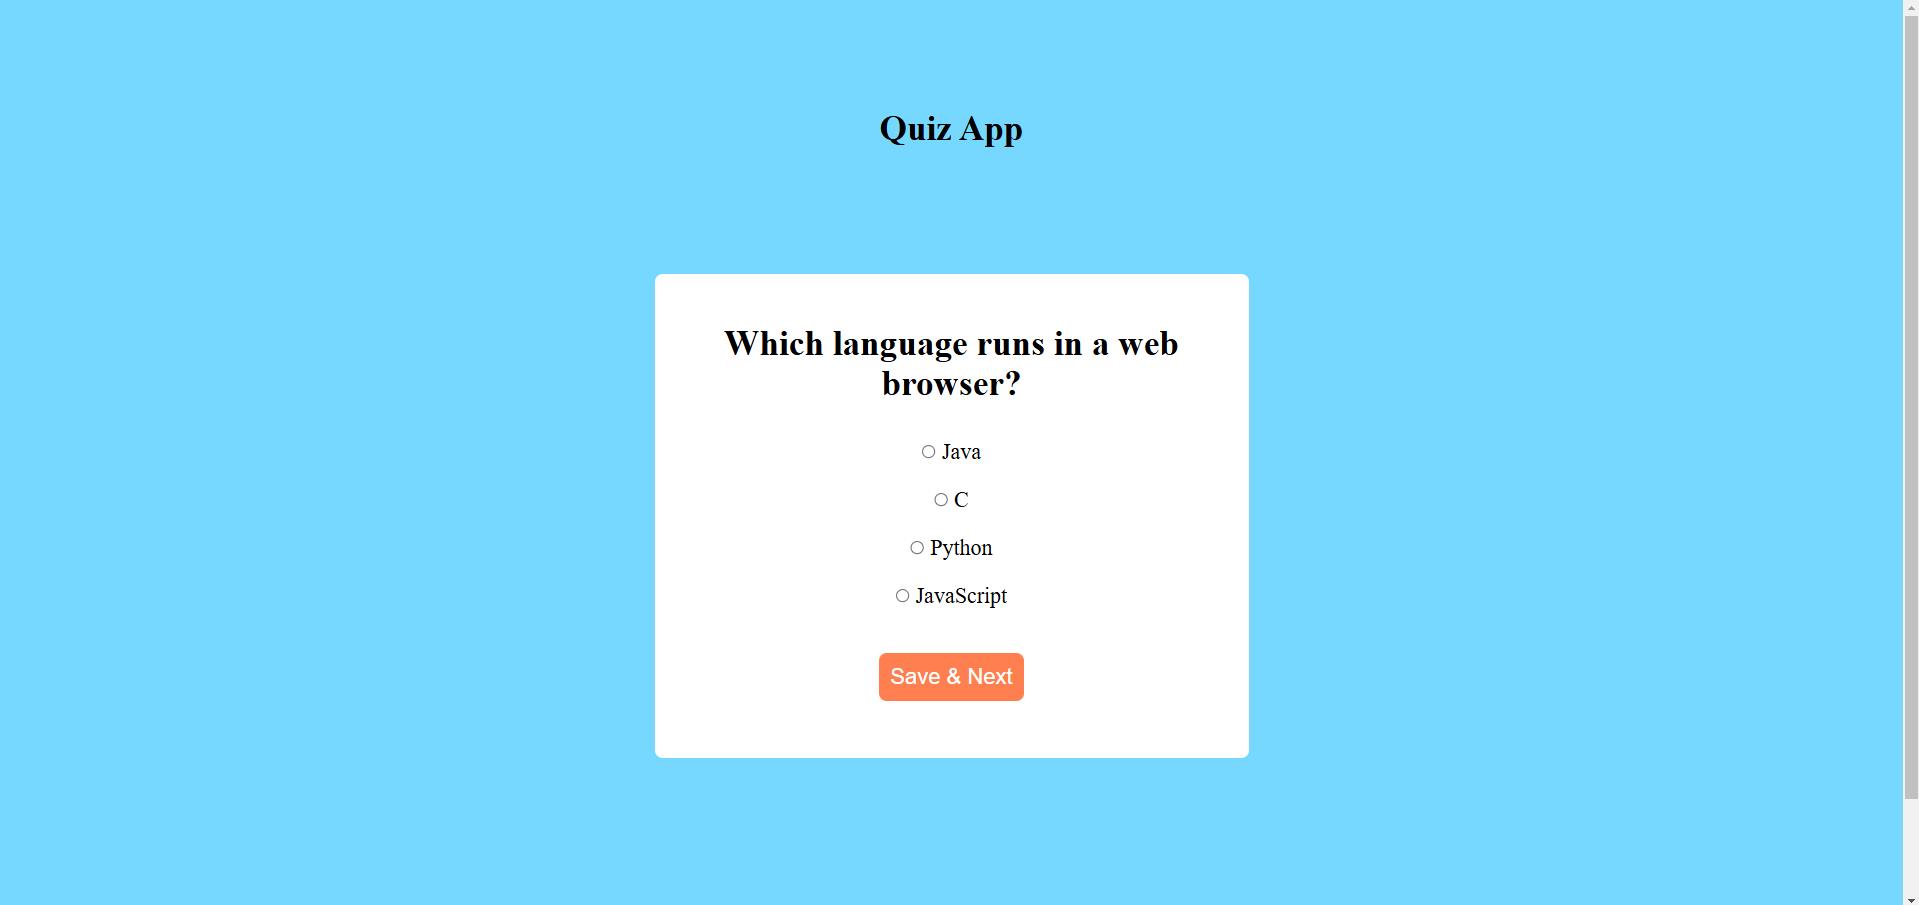 Quiz App
Which language runs in a web
browser?
Java
C
Python
JavaScript
Save & Next